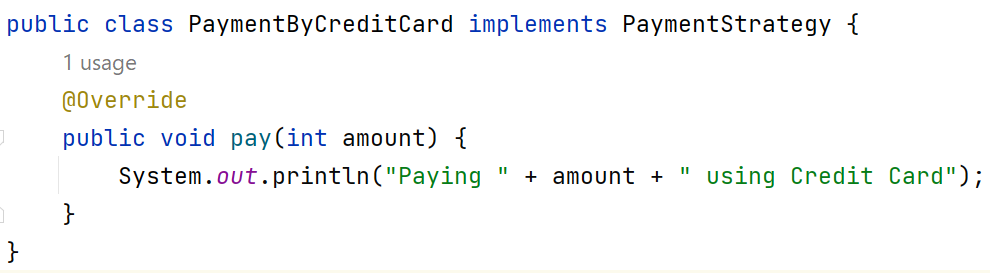 public class PaymentByCreditCard implements PaymentStrategy {
    1 usage
    @Override
    public void pay(int amount) {
        System.out.println("Paying " + amount + " using Credit Card");
    }
}